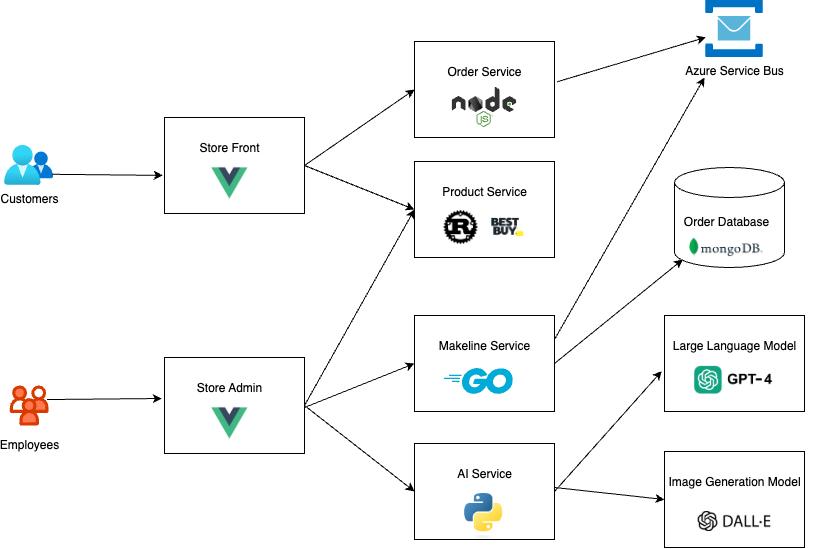 Azure Service Bus
Order Service
node
JS
Store Front
Customers
Product Service
R
BEST
BUY
Order Database
mongoDB.
Makeline Service
GO
Large Language Model
GPT-4
Store Admin
Employees
AI Service
Image Generation Model
DALL·E